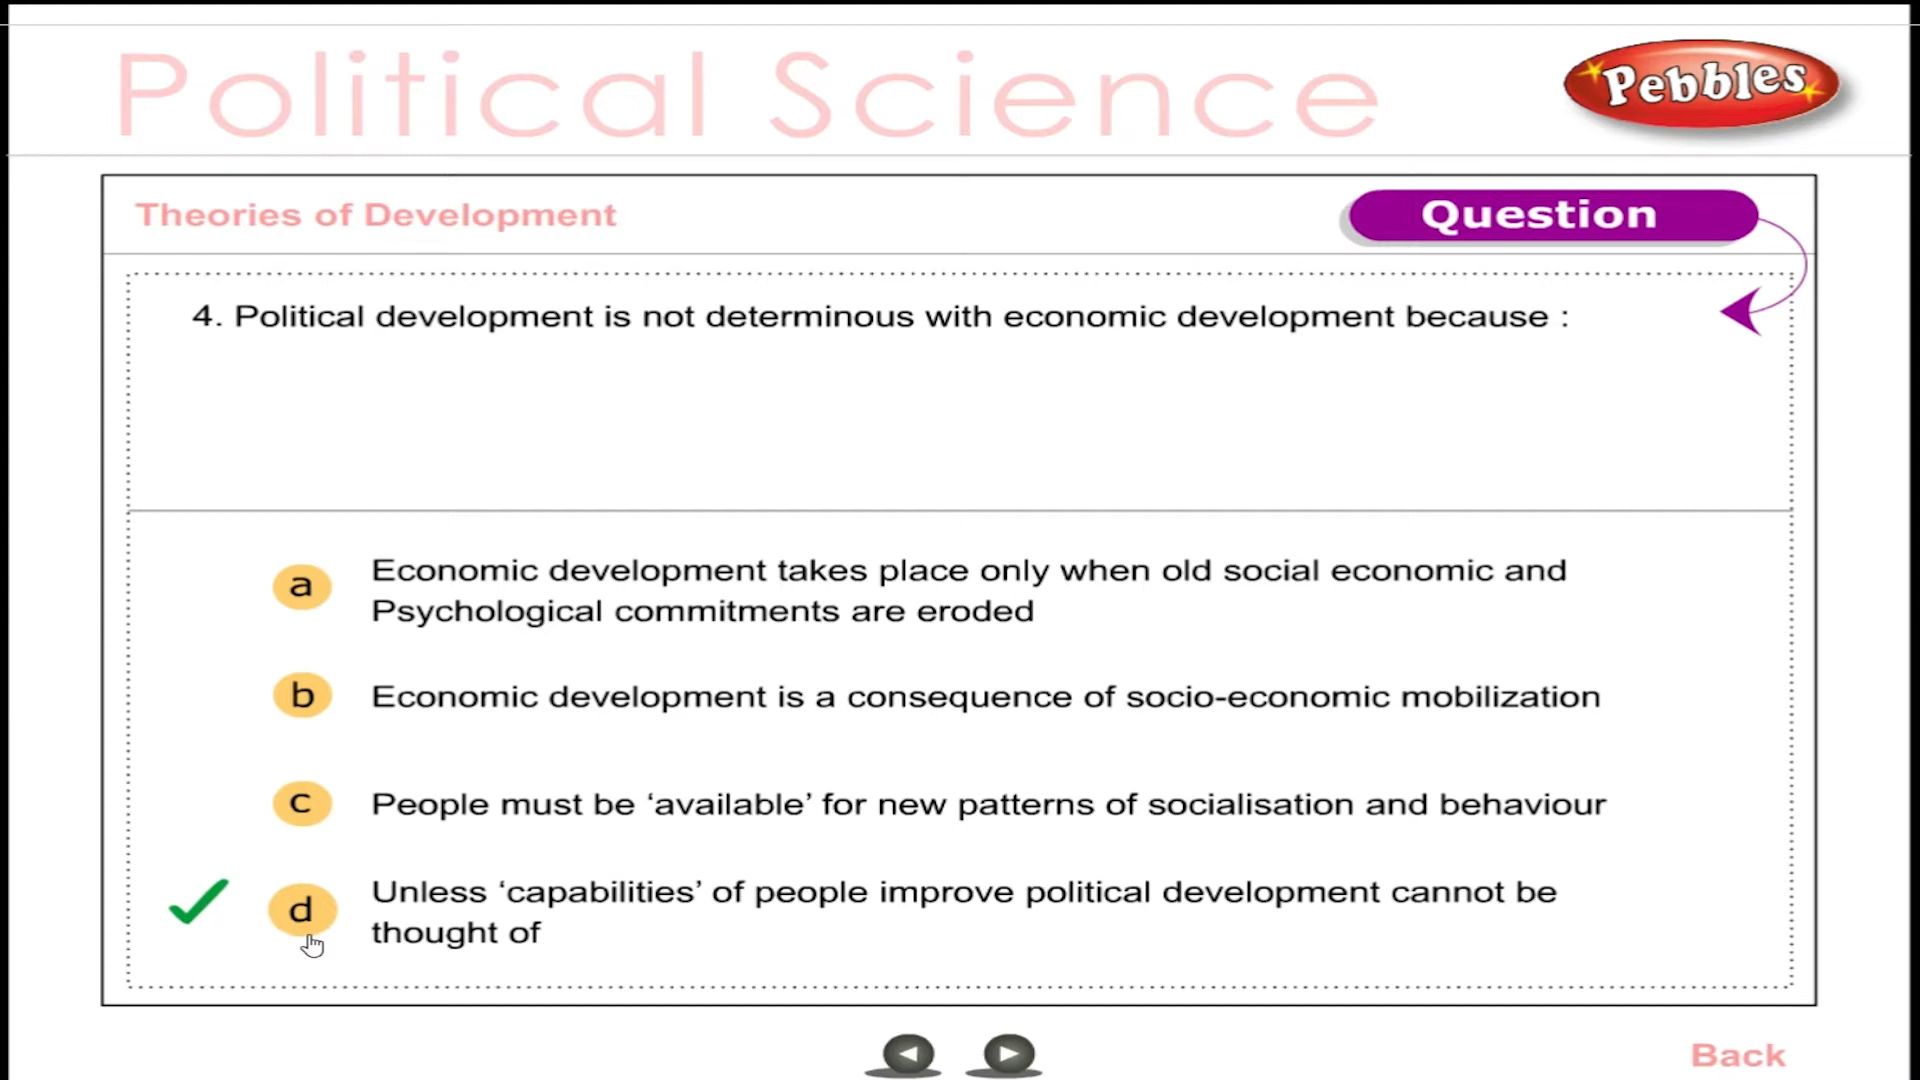 Political Science
Pebbles
Theories of Development
Question
4. Political development is not determinous with economic development because :
a
Economic development takes place only when old social economic and
Psychological commitments are eroded
b
Economic development is a consequence of socio-economic mobilization
c
People must be ‘available’ for new patterns of socialisation and behaviour
d
Unless ‘capabilities’ of people improve political development cannot be
thought of
Back